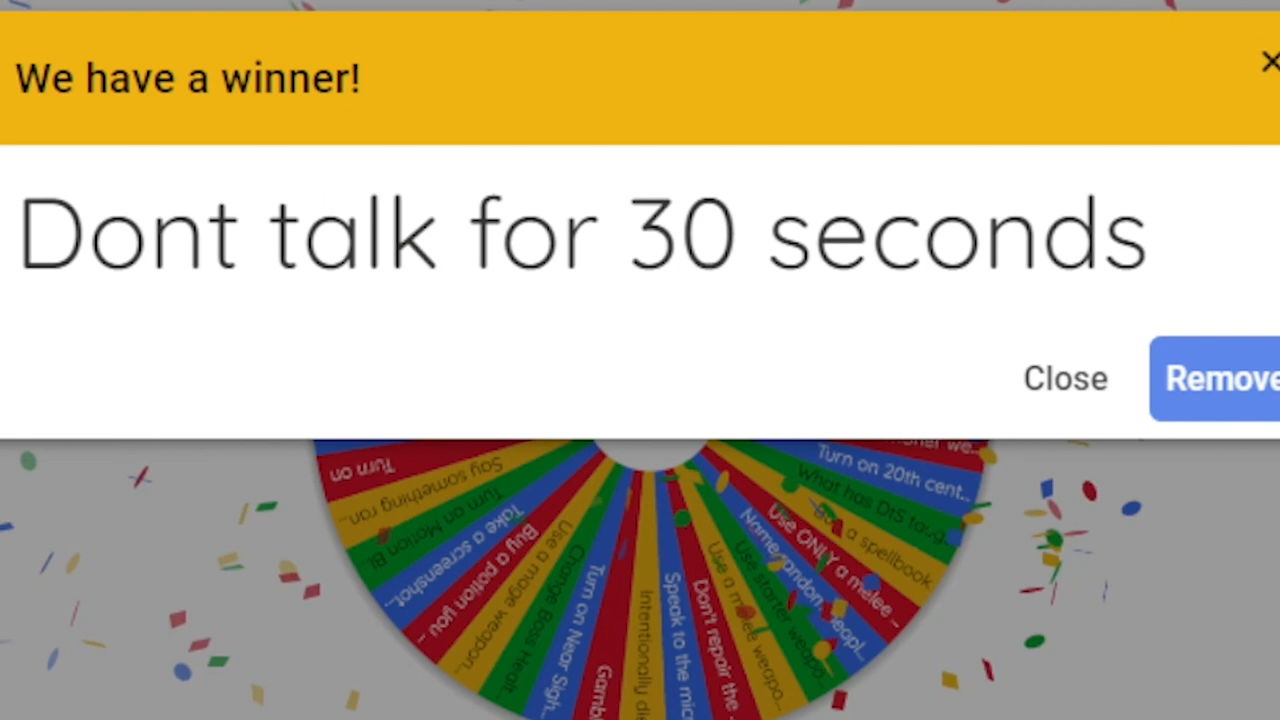 We have a winner!
Dont talk for 30 seconds
Close
Remove
Turn on
Say something ran...
Turn on Motion Bl
Take a screenshot...
Buy a potion you ...
Use a mage weapon...
Change Boss Healt...
Turn on Near Sigh...
Gambl
Intentionally die
Speak to the mic
Don't repair the
Use a melee weapo...
Use starter weapo...
Name random peopl...
Use ONLY a melee ...
a spellbook
What has DtS taug...
Turn on 20th cent...